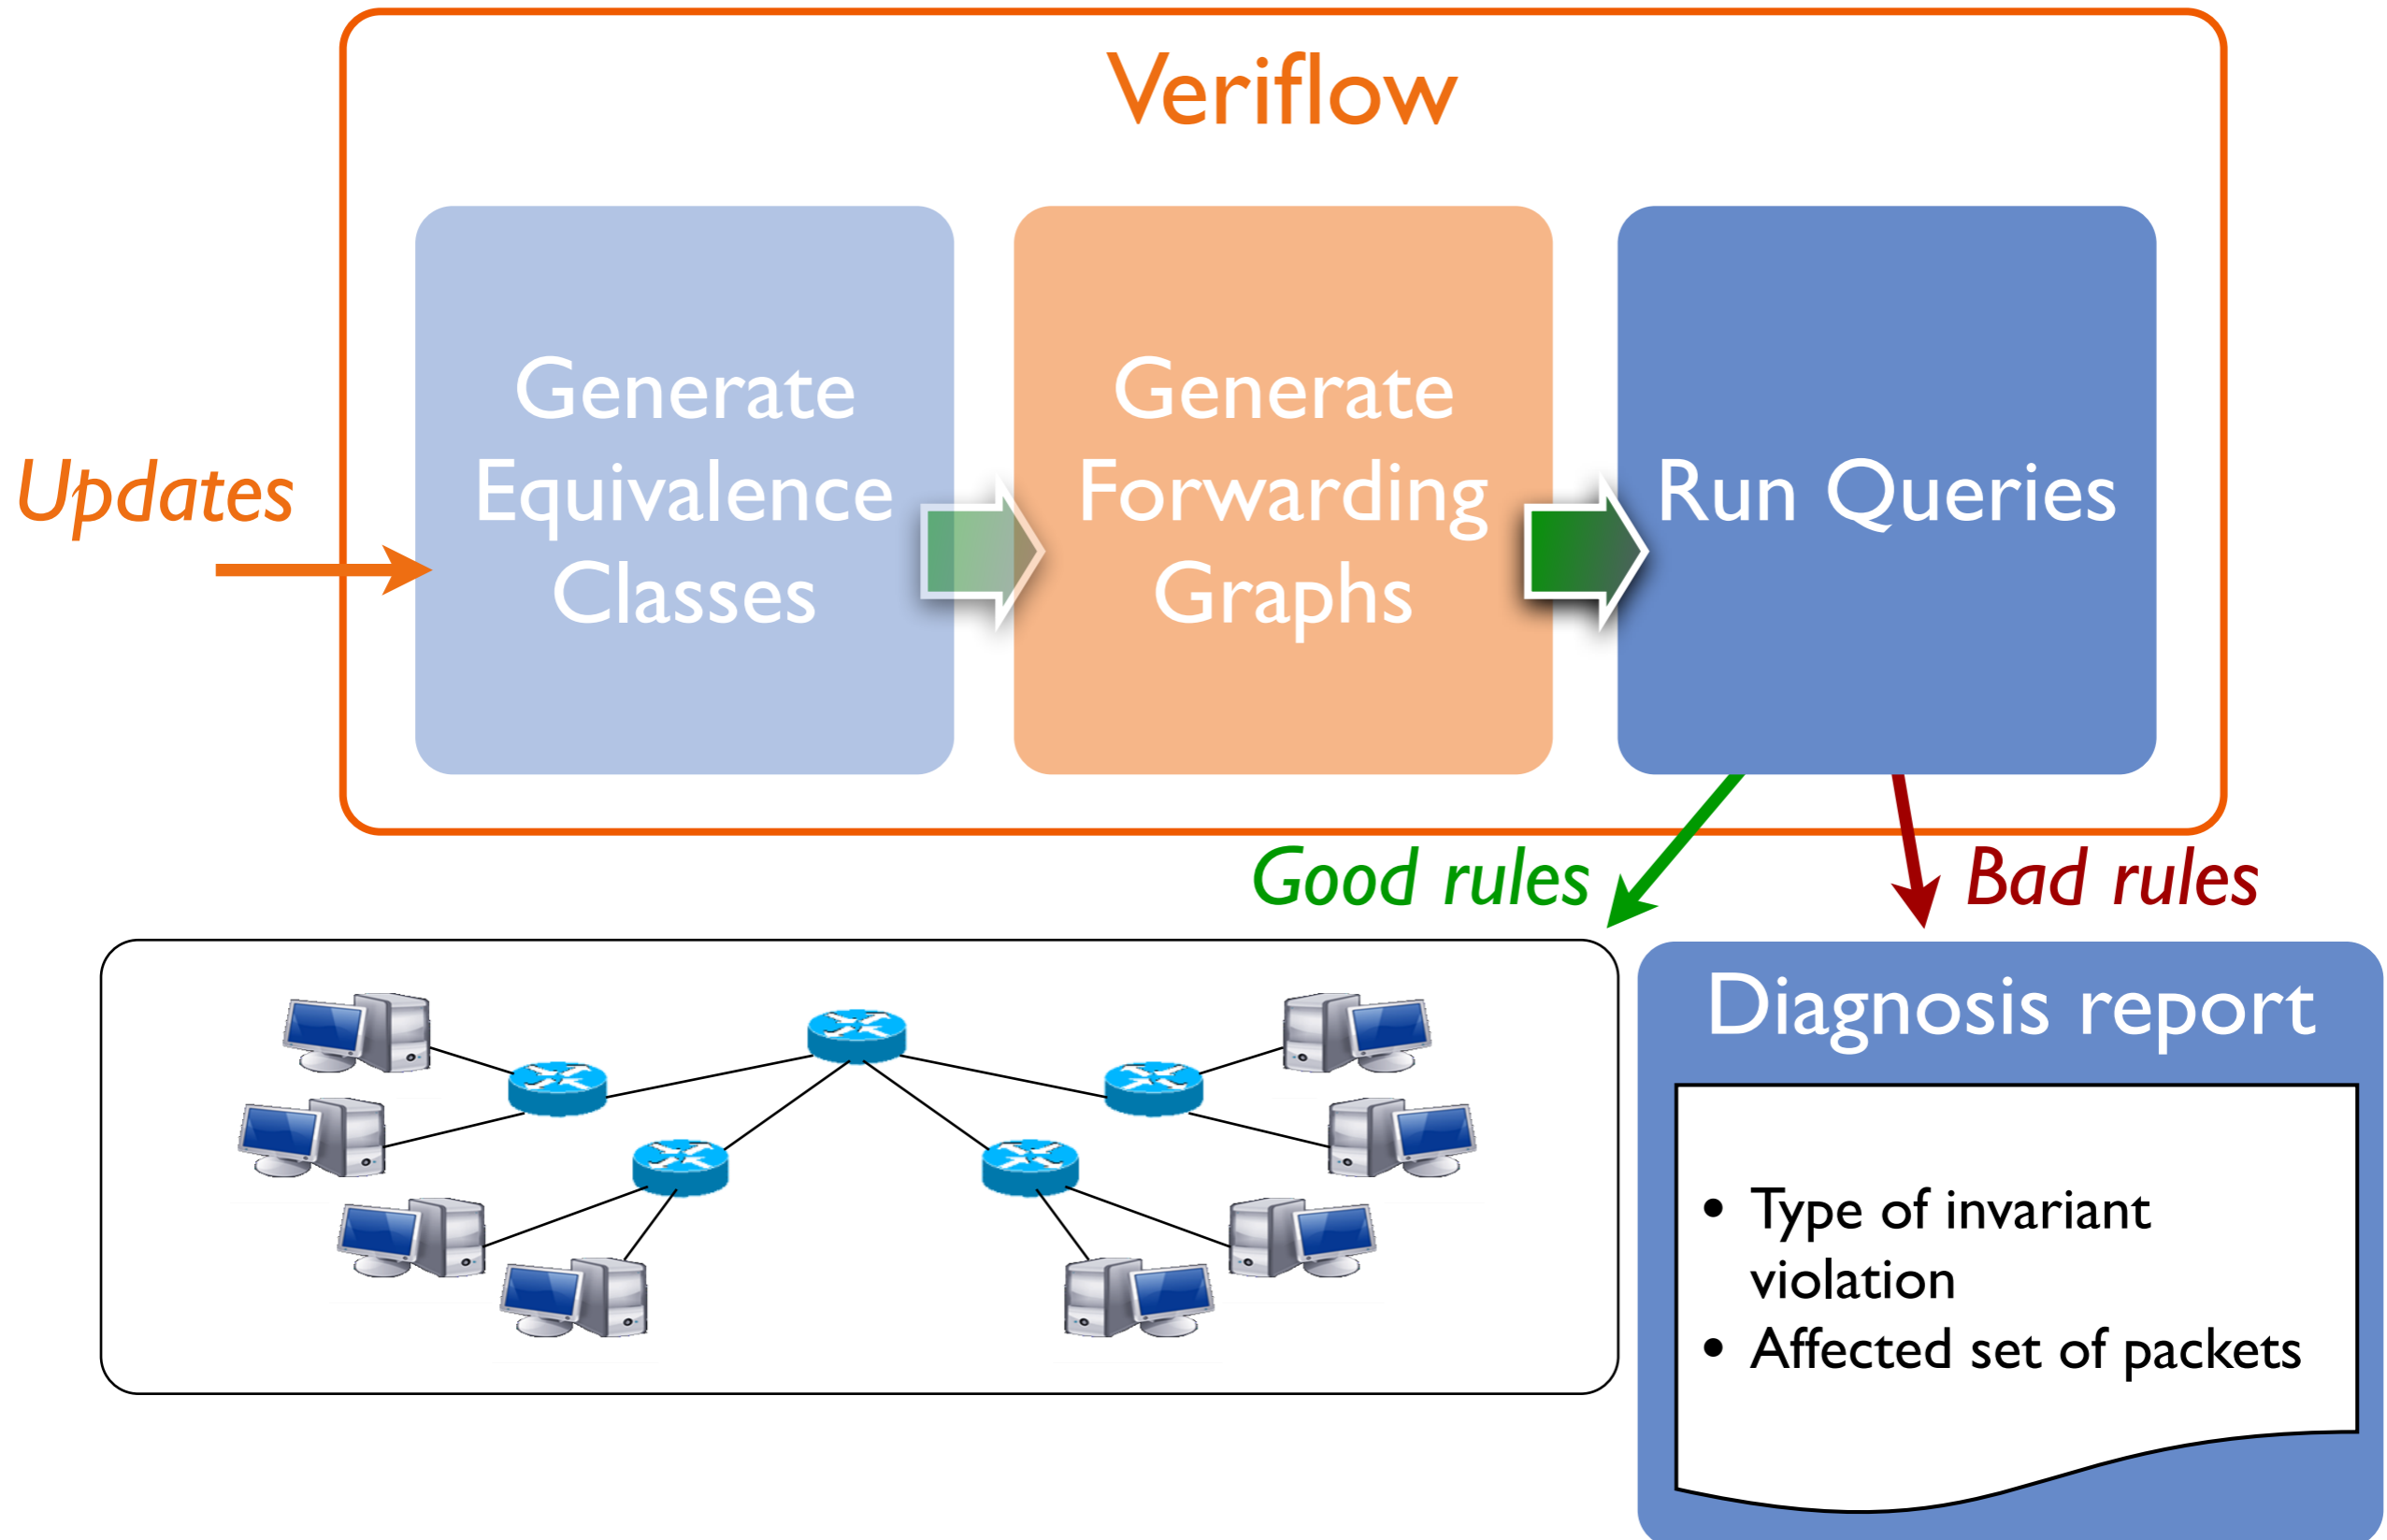 Veriflow
Updates
Generate
Equivalence
Classes
Generate
Forwarding
Graphs
Run Queries
Good rules
Bad rules
Diagnosis report
• Type of invariant
violation
• Affected set of packets